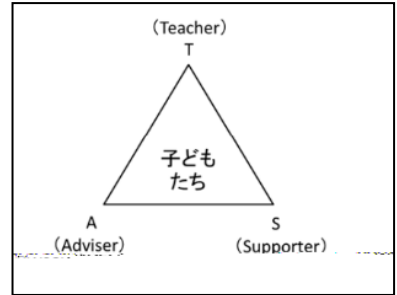 （Teacher）
T
子ども
たち
A
（Adviser）
S
（Supporter）